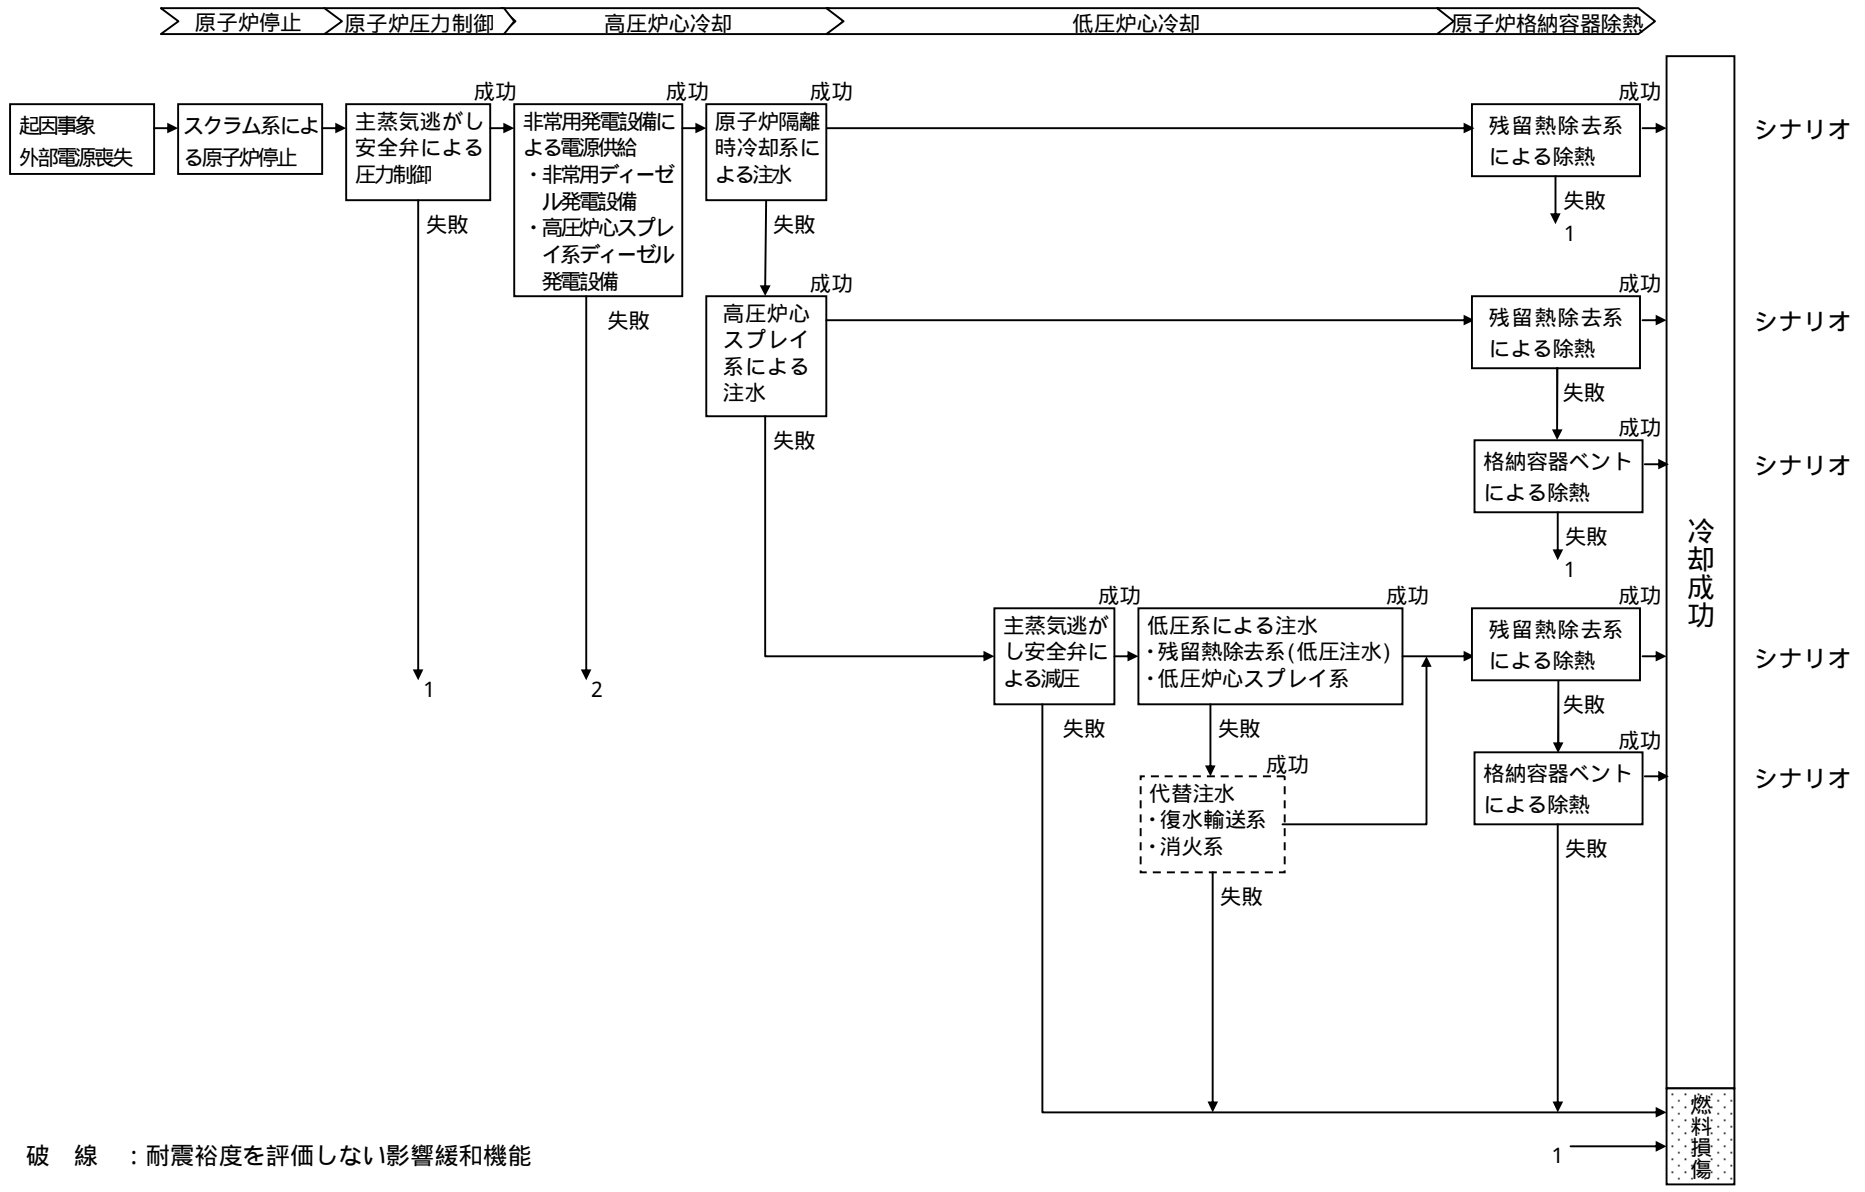 原子炉停止
原子炉圧力制御
高圧炉心冷却
低圧炉心冷却
原子炉格納容器除熱
起因事象
外部電源喪失
スクラム系によ
る原子炉停止
成功
主蒸気逃がし
安全弁による
圧力制御
失敗
1
成功
非常用発電設備に
よる電源供給
・非常用ディーゼ
ル発電設備
・高圧炉心スプレ
イ系ディーゼル
発電設備
失敗
2
成功
原子炉隔離
時冷却系に
よる注水
失敗
成功
残留熱除去系
による除熱
失敗
1
シナリオ
成功
高圧炉心
スプレイ
系による
注水
失敗
成功
残留熱除去系
による除熱
失敗
シナリオ
成功
格納容器ベント
による除熱
失敗
1
シナリオ
成功
主蒸気逃が
し安全弁に
よる減圧
失敗
成功
低圧系による注水
・残留熱除去系(低圧注水)
・低圧炉心スプレイ系
失敗
成功
代替注水
・復水輸送系
・消火系
失敗
成功
残留熱除去系
による除熱
失敗
シナリオ
成功
格納容器ベント
による除熱
失敗
シナリオ
冷却成功
燃料損傷
1
破 線 :耐震裕度を評価しない影響緩和機能